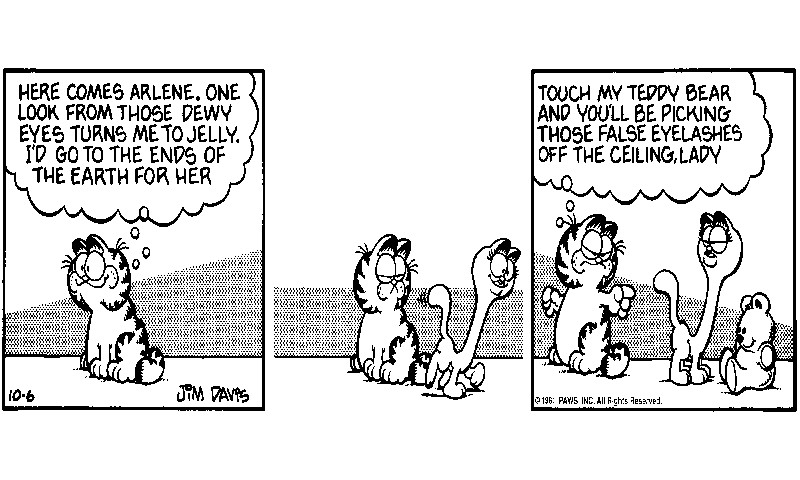 HERE COMES ARLENE. ONE
LOOK FROM THOSE DEWY
EYES TURNS ME TO JELLY.
I'D GO TO THE ENDS OF
THE EARTH FOR HER
10-6
JIM DAVIS
TOUCH MY TEDDY BEAR
AND YOU'LL BE PICKING
THOSE FALSE EYELASHES
OFF THE CEILING, LADY
© PAWS, INC. All Rights Reserved.